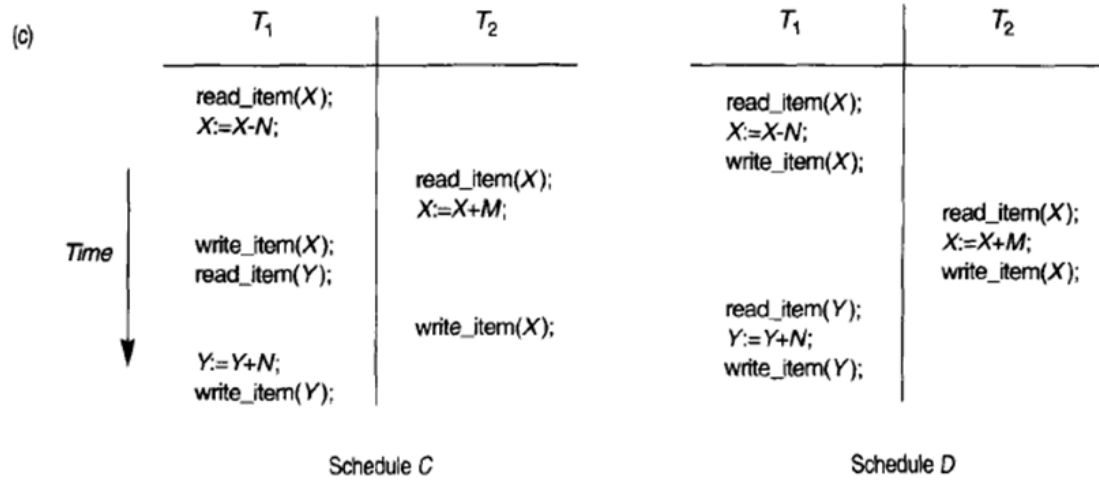 (c)
T1 T2
read_item(X);
X:=X-N;
read_item(X);
X:=X+M;
Time
write_item(X);
read_item(Y);
write_item(X);
Y:=Y+N;
write_item(Y);
Schedule C
T1 T2
read_item(X);
X:=X-N;
write_item(X);
read_item(X);
X:=X+M;
write_item(X);
read_item(Y);
Y:=Y+N;
write_item(Y);
Schedule D